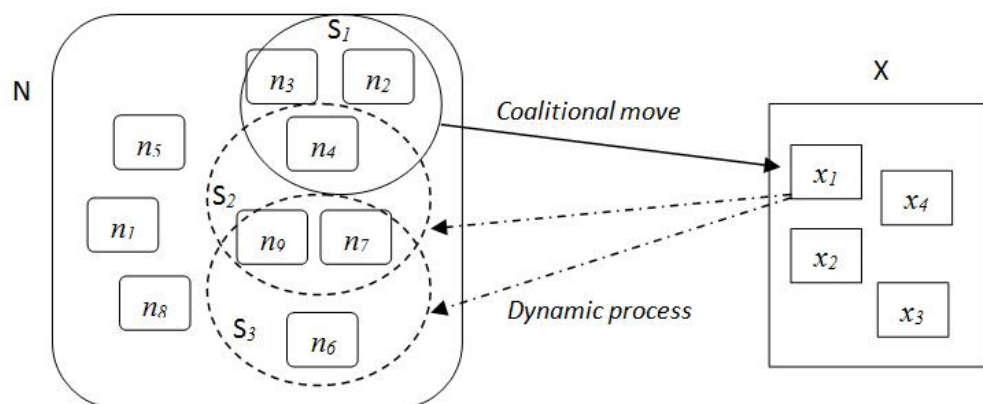 S1
n3
n2
N
X
Coalitional move
n4
n5
x1
S2
x4
n1
n9
n7
x2
n8
Dynamic process
x3
S3
n6